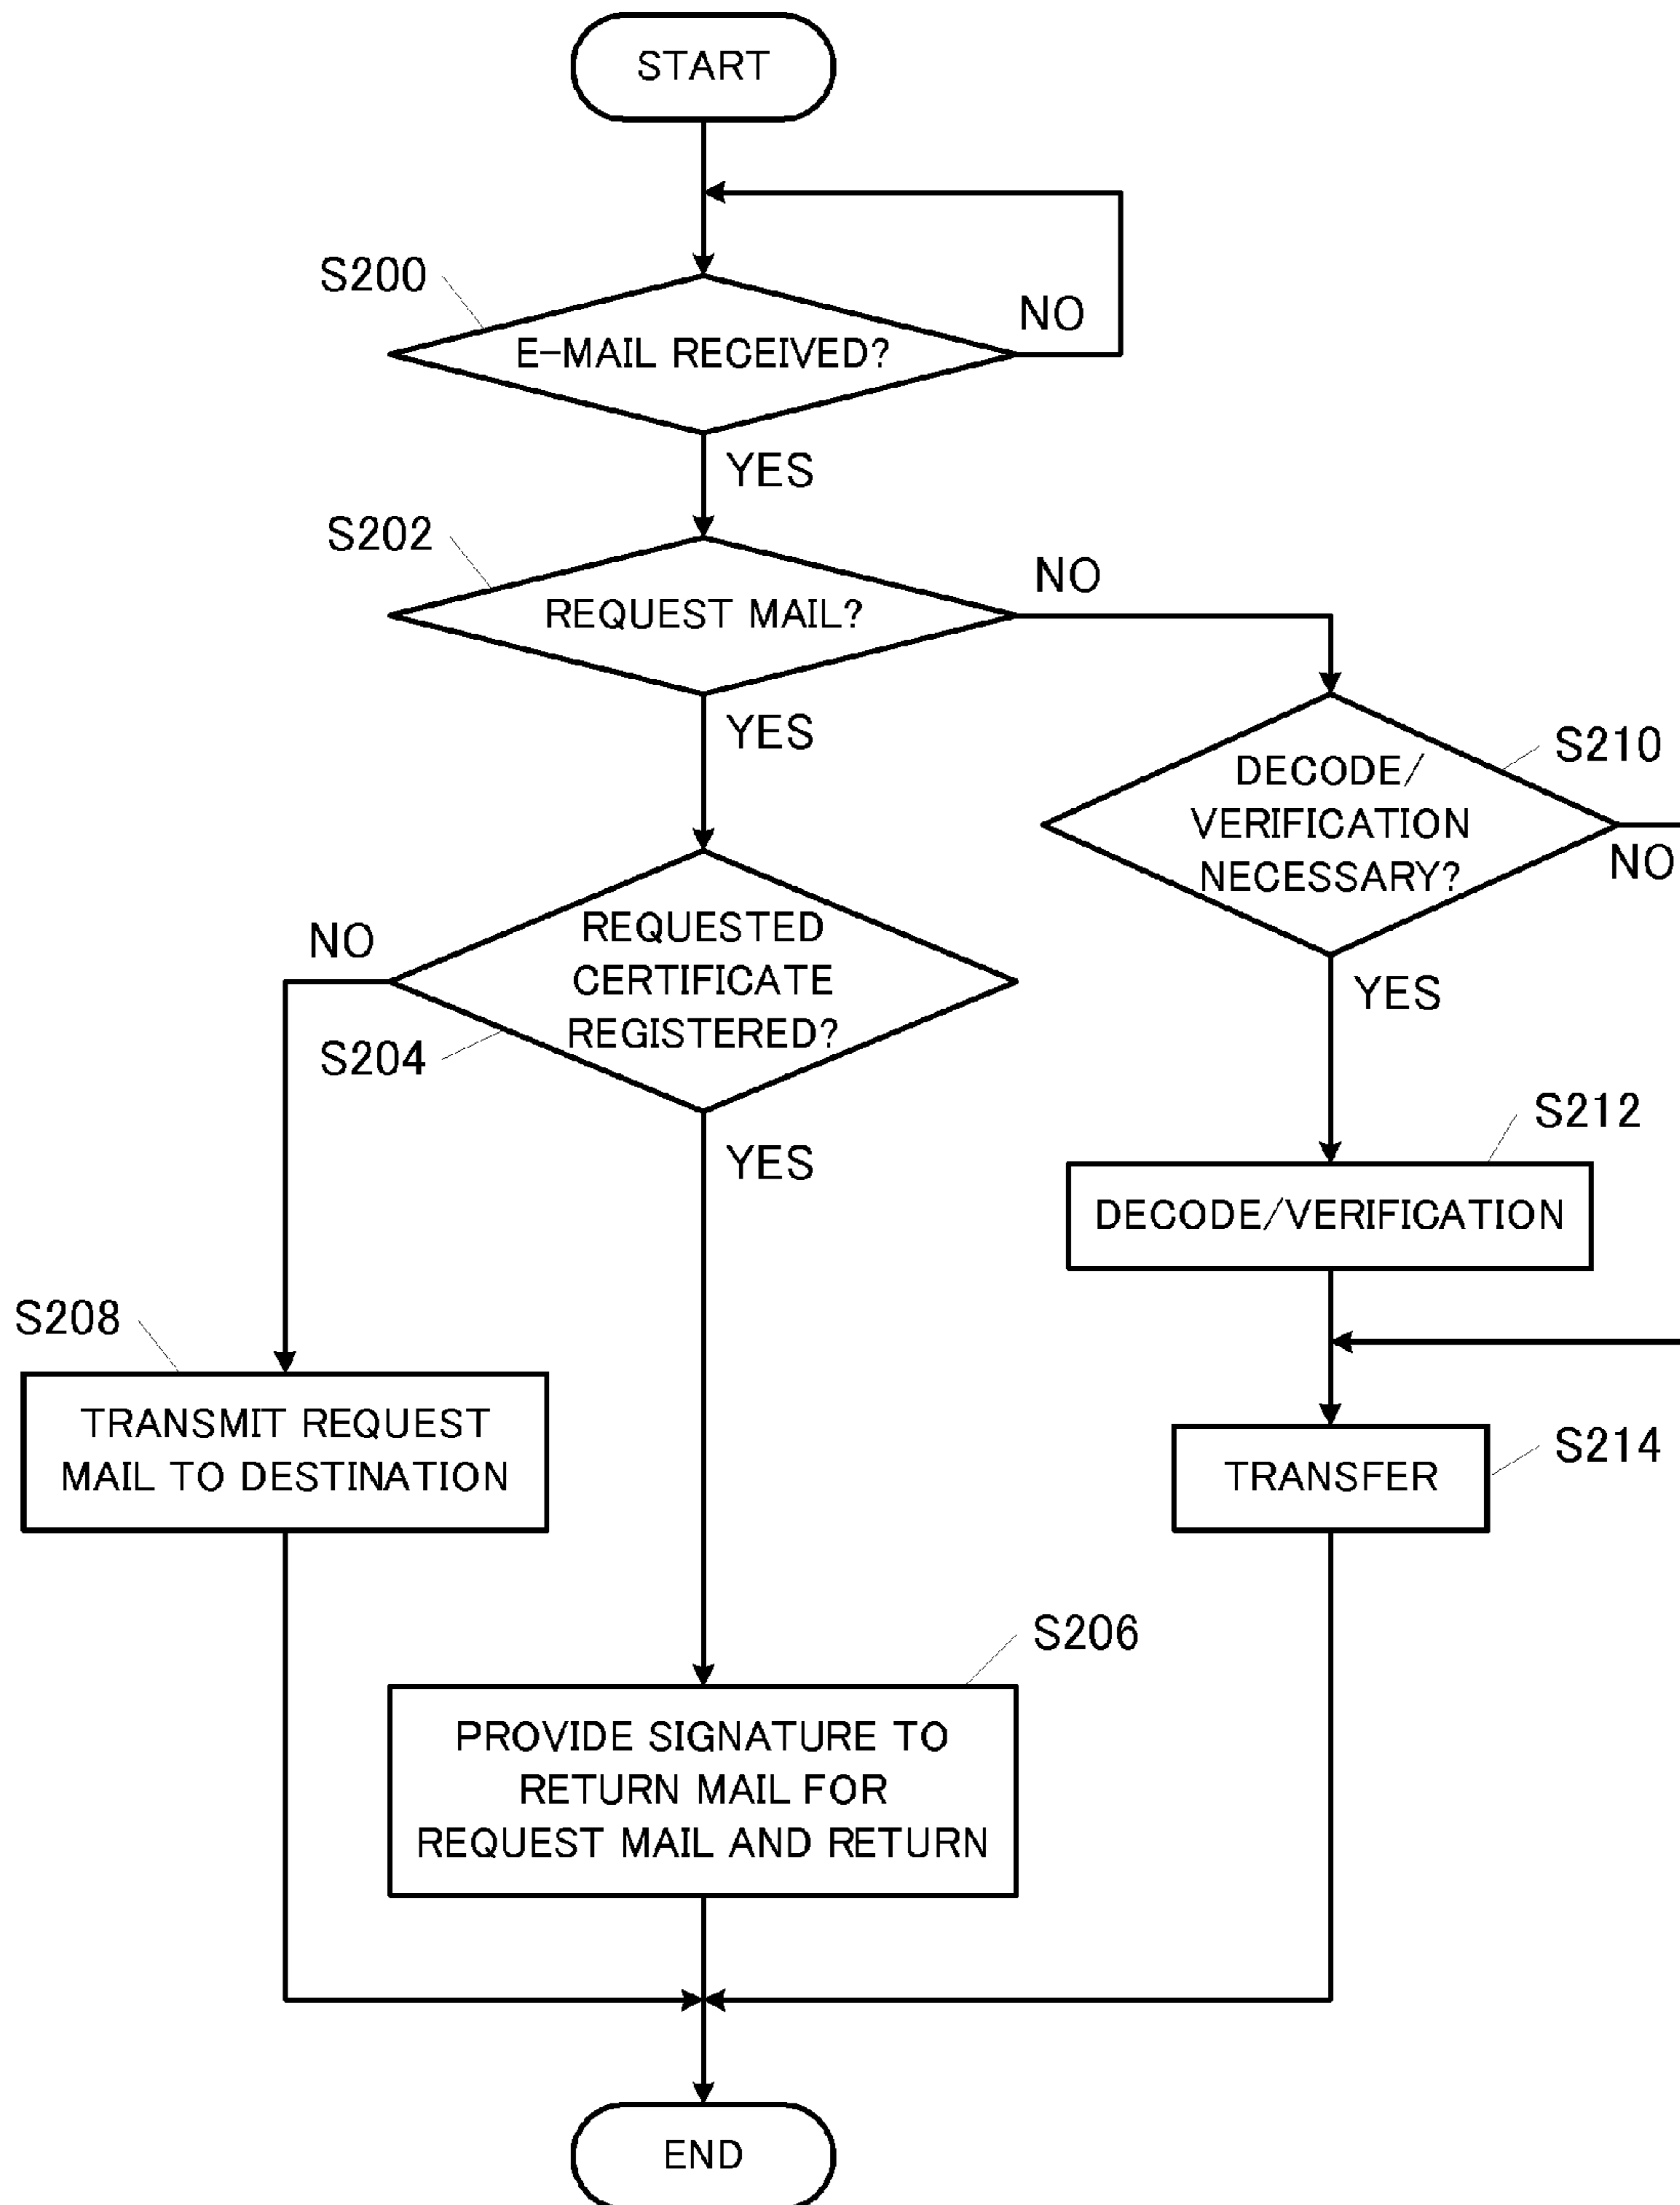 START
S200
E-MAIL RECEIVED?
NO
YES
S202
REQUEST MAIL?
NO
YES
S210
DECODE/
VERIFICATION
NECESSARY?
NO
YES
NO
REQUESTED
CERTIFICATE
REGISTERED?
S204
YES
S212
DECODE/VERIFICATION
S208
TRANSMIT REQUEST
MAIL TO DESTINATION
S214
TRANSFER
S206
PROVIDE SIGNATURE TO
RETURN MAIL FOR
REQUEST MAIL AND RETURN
END